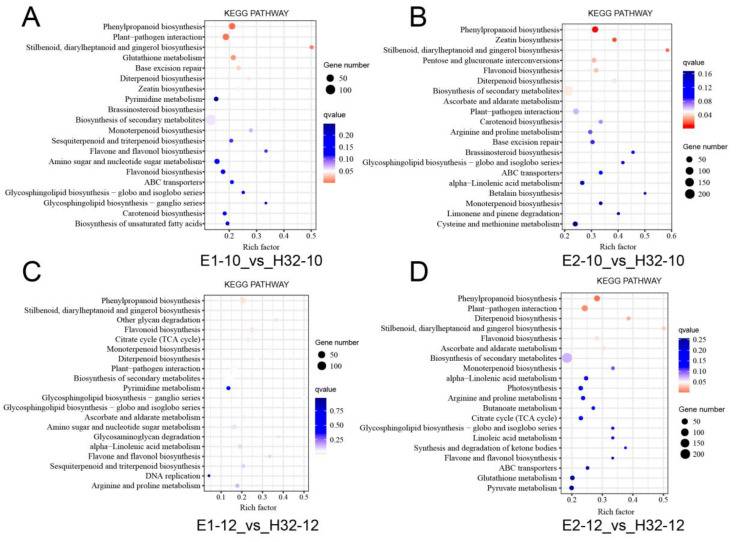 A
KEGG PATHWAY
Phenylpropanoid biosynthesis
Plant−pathogen interaction
Stilbenoid, diarylheptanoid and gingerol biosynthesis
Glutathione metabolism
Base excision repair
Diterpenoid biosynthesis
Zeatin biosynthesis
Pyrimidine metabolism
Brassinosteroid biosynthesis
Biosynthesis of secondary metabolites
Monoterpenoid biosynthesis
Sesquiterpenoid and triterpenoid biosynthesis
Flavone and flavonol biosynthesis
Amino sugar and nucleotide sugar metabolism
Flavonoid biosynthesis
ABC transporters
Glycosphingolipid biosynthesis − globo and isoglobo series
Glycosphingolipid biosynthesis − ganglio series
Carotenoid biosynthesis
Biosynthesis of unsaturated fatty acids
0.2 0.3 0.4 0.5
Rich factor
Gene number
50
100
qvalue
0.20
0.15
0.10
0.05
E1-10_vs_H32-10
B
KEGG PATHWAY
Phenylpropanoid biosynthesis
Zeatin biosynthesis
Stilbenoid, diarylheptanoid and gingerol biosynthesis
Pentose and glucuronate interconversions
Flavonoid biosynthesis
Diterpenoid biosynthesis
Biosynthesis of secondary metabolites
Ascorbate and aldarate metabolism
Plant−pathogen interaction
Carotenoid biosynthesis
Arginine and proline metabolism
Base excision repair
Brassinosteroid biosynthesis
Glycosphingolipid biosynthesis − globo and isoglobo series
ABC transporters
alpha−Linolenic acid metabolism
Betalain biosynthesis
Monoterpenoid biosynthesis
Limonene and pinene degradation
Cysteine and methionine metabolism
0.2 0.3 0.4 0.5 0.6
Rich factor
qvalue
0.16
0.12
0.08
0.04
Gene number
50
100
150
200
E2-10_vs_H32-10
C
KEGG PATHWAY
Phenylpropanoid biosynthesis
Stilbenoid, diarylheptanoid and gingerol biosynthesis
Other glycan degradation
Flavonoid biosynthesis
Citrate cycle (TCA cycle)
Monoterpenoid biosynthesis
Diterpenoid biosynthesis
Plant−pathogen interaction
Biosynthesis of secondary metabolites
Pyrimidine metabolism
Glycosphingolipid biosynthesis − ganglio series
Glycosphingolipid biosynthesis − globo and isoglobo series
Ascorbate and aldarate metabolism
Amino sugar and nucleotide sugar metabolism
Glycosaminoglycan degradation
alpha−Linolenic acid metabolism
Flavone and flavonol biosynthesis
Sesquiterpenoid and triterpenoid biosynthesis
DNA replication
Arginine and proline metabolism
0.1 0.2 0.3 0.4 0.5
Rich factor
Gene number
50
100
qvalue
0.75
0.50
0.25
0.00
E1-12_vs_H32-12
D
KEGG PATHWAY
Phenylpropanoid biosynthesis
Plant−pathogen interaction
Diterpenoid biosynthesis
Stilbenoid, diarylheptanoid and gingerol biosynthesis
Flavonoid biosynthesis
Ascorbate and aldarate metabolism
Biosynthesis of secondary metabolites
Monoterpenoid biosynthesis
alpha−Linolenic acid metabolism
Photosynthesis
Arginine and proline metabolism
Butanoate metabolism
Citrate cycle (TCA cycle)
Glycosphingolipid biosynthesis − globo and isoglobo series
Linoleic acid metabolism
Synthesis and degradation of ketone bodies
Flavone and flavonol biosynthesis
ABC transporters
Glutathione metabolism
Pyruvate metabolism
0.2 0.3 0.4 0.5
Rich factor
qvalue
0.25
0.20
0.15
0.10
0.05
Gene number
50
100
150
200
E2-12_vs_H32-12